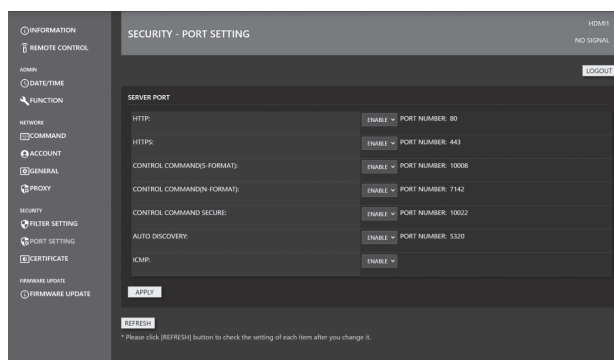 INFORMATION
REMOTE CONTROL
ADMIN
DATE/TIME
FUNCTION
NETWORK
COMMAND
ACCOUNT
GENERAL
PROXY
SECURITY
FILTER SETTING
PORT SETTING
CERTIFICATE
FIRMWARE UPDATE
FIRMWARE UPDATE
SECURITY - PORT SETTING
HDMI1
NO SIGNAL
LOGOUT
SERVER PORT
HTTP: ENABLE PORT NUMBER: 80
HTTPS: ENABLE PORT NUMBER: 443
CONTROL COMMAND(S-FORMAT): ENABLE PORT NUMBER: 10008
CONTROL COMMAND(N-FORMAT): ENABLE PORT NUMBER: 7142
CONTROL COMMAND SECURE: ENABLE PORT NUMBER: 10022
AUTO DISCOVERY: ENABLE PORT NUMBER: 5320
ICMP: ENABLE
APPLY
REFRESH
* Please click [REFRESH] button to check the setting of each item after you change it.